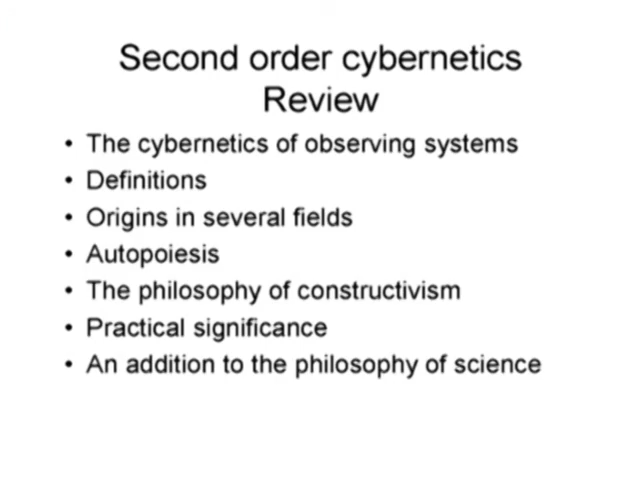 Second order cybernetics
Review
• The cybernetics of observing systems
• Definitions
• Origins in several fields
• Autopoiesis
• The philosophy of constructivism
• Practical significance
• An addition to the philosophy of science